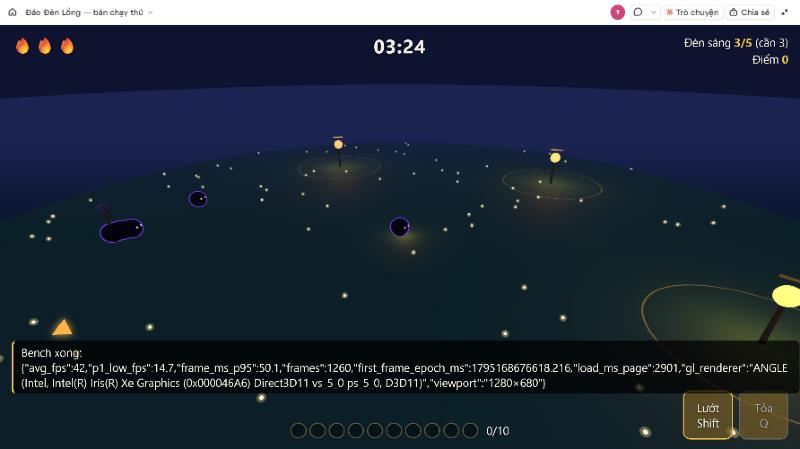 Đảo Đèn Lồng — bản chạy thử
T
Trò chuyện
Chia sẻ
03:24
Đèn sáng 3/5 (cần 3)
Điểm 0
Bench xong:
{"avg_fps":42,"p1_low_fps":14.7,"frame_ms_p95":50.1,"frames":1260,"first_frame_epoch_ms":1795168676618.216,"load_ms_page":2901,"gl_renderer":"ANGLE
(Intel, Intel(R) Iris(R) Xe Graphics (0x000046A6) Direct3D11 vs_5_0 ps_5_0, D3D11)","viewport":"1280×680"}
Lướt
Shift
Tỏa
Q
0/10